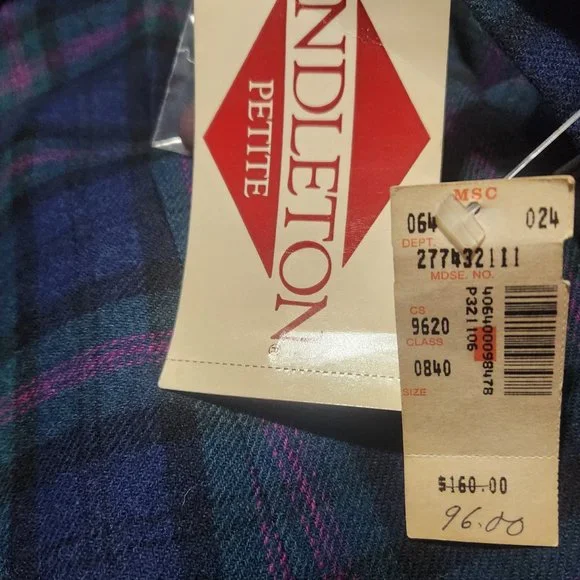 NDLETON
®
PETITE
MSC
064 024
DEPT.
277432111
MDSE. NO.
406400098478
P321106
CS
9620
CLASS
0840
SIZE
$160.00
96.00